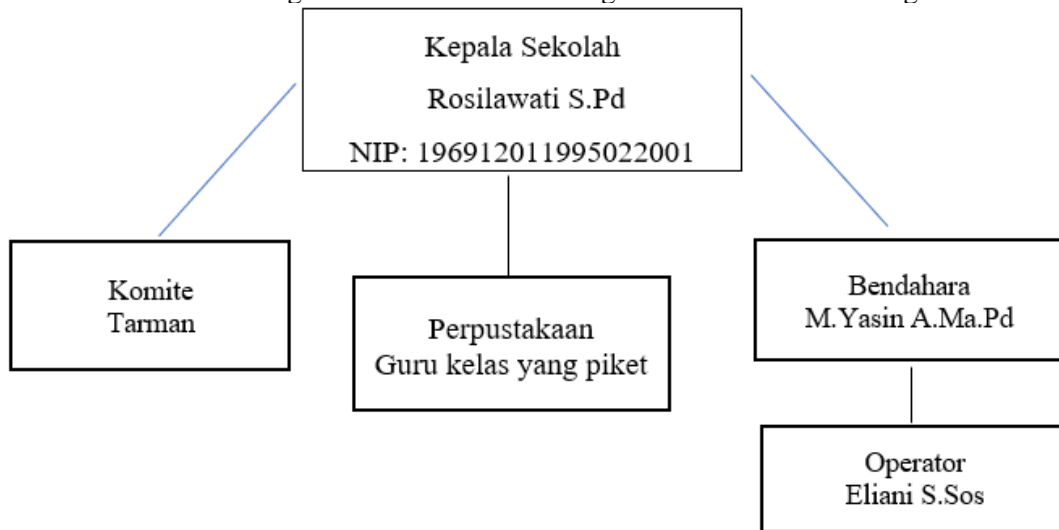 Kepala Sekolah
Rosilawati S.Pd
NIP: 196912011995022001
Komite
Tarman
Perpustakaan
Guru kelas yang piket
Bendahara
M.Yasin A.Ma.Pd
Operator
Eliani S.Sos